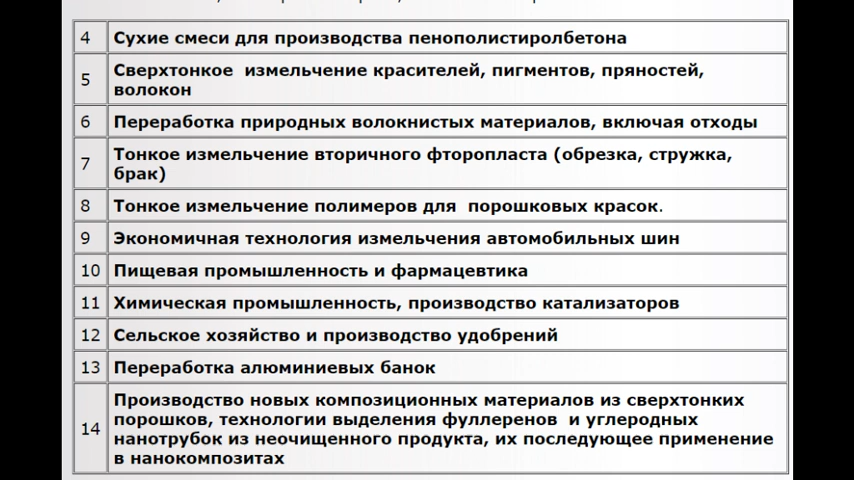 4 Сухие смеси для производства пенополистиролбетона
5 Сверхтонкое измельчение красителей, пигментов, пряностей,
волокон
6 Переработка природных волокнистых материалов, включая отходы
7 Тонкое измельчение вторичного фторопласта (обрезка, стружка,
брак)
8 Тонкое измельчение полимеров для порошковых красок.
9 Экономичная технология измельчения автомобильных шин
10 Пищевая промышленность и фармацевтика
11 Химическая промышленность, производство катализаторов
12 Сельское хозяйство и производство удобрений
13 Переработка алюминиевых банок
14 Производство новых композиционных материалов из сверхтонких
порошков, технологии выделения фуллеренов и углеродных
нанотрубок из неочищенного продукта, их последующее применение
в нанокомпозитах